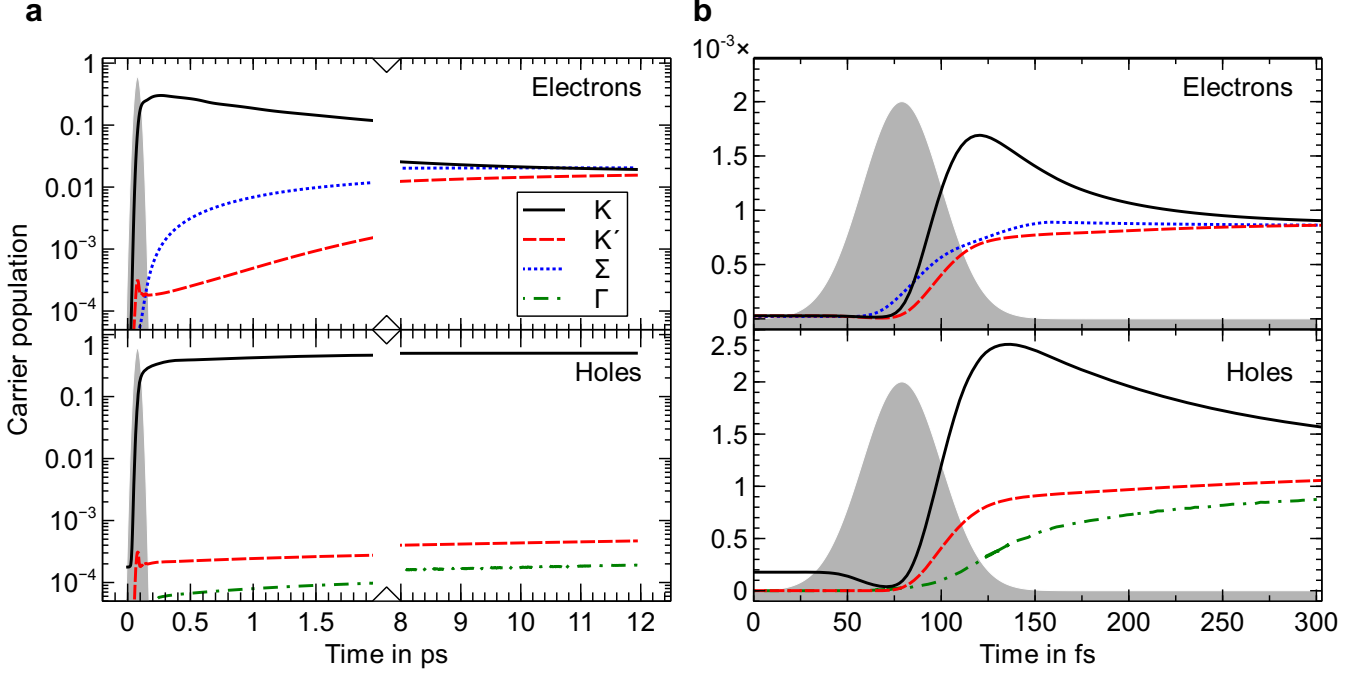 a
Carrier population
Electrons
1
0.1
0.01
10⁻³
10⁻⁴
K
K´
Σ
Γ
Holes
1
0.1
0.01
10⁻³
10⁻⁴
0 0.5 1 1.5 8 9 10 11 12
Time in ps
b
10⁻³×
Electrons
2
1.5
1
0.5
0
Holes
2.5
2
1.5
1
0.5
0
0 50 100 150 200 250 300
Time in fs